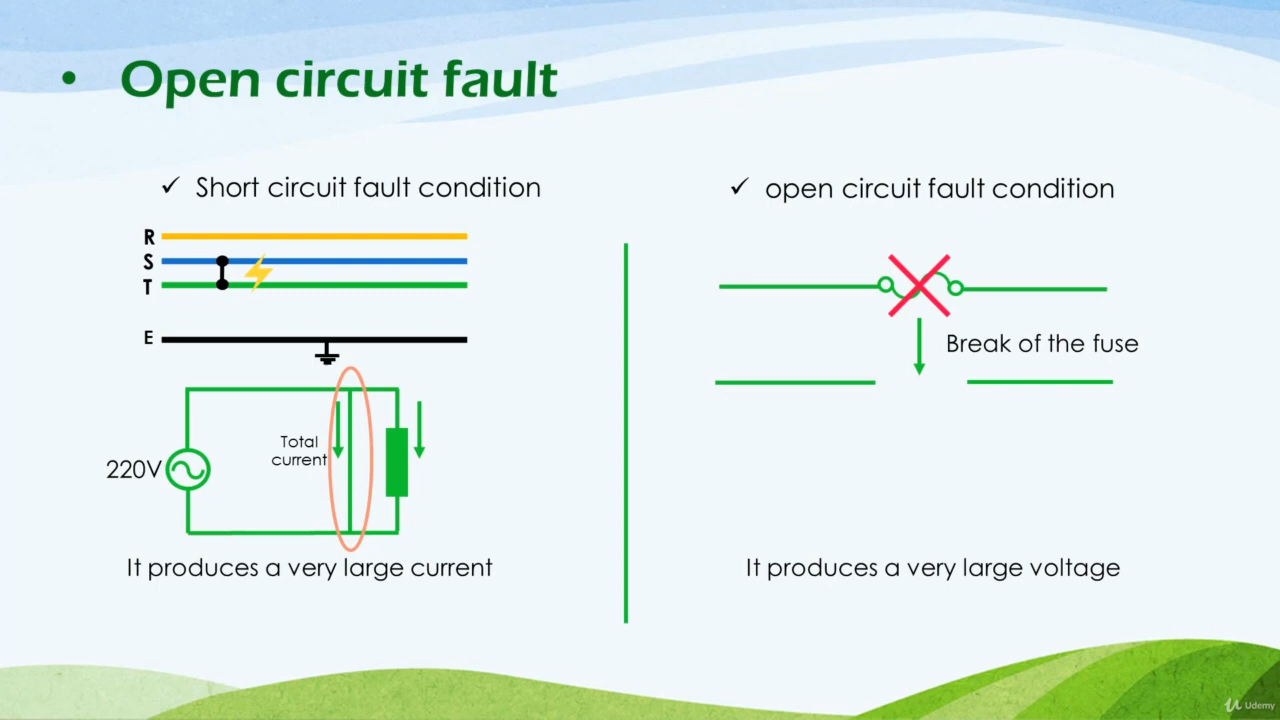 • Open circuit fault
✓ Short circuit fault condition
R
S
T
E
220V
Total
current
It produces a very large current
✓ open circuit fault condition
Break of the fuse
It produces a very large voltage
Udemy